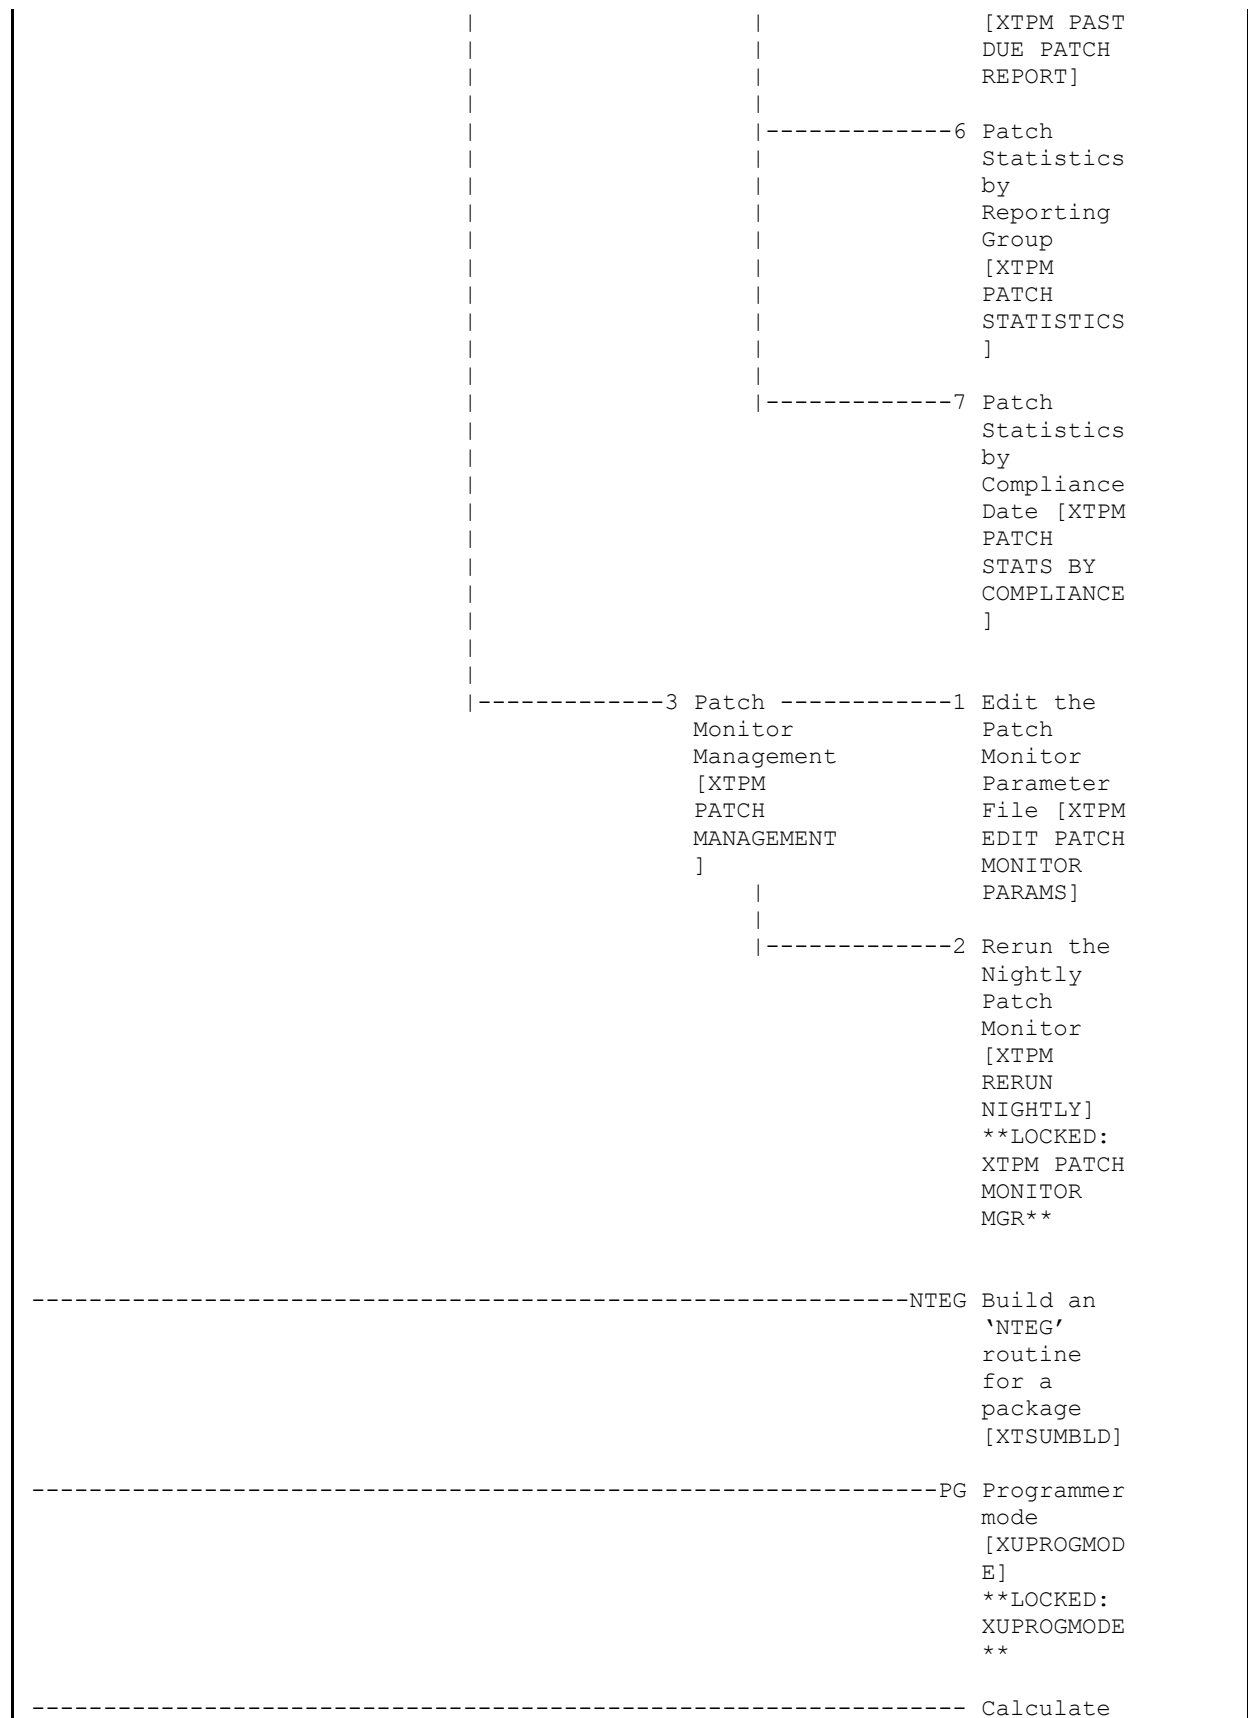 [XTPM PAST
DUE PATCH
REPORT]
|-------------6 Patch
Statistics
by
Reporting
Group
[XTPM
PATCH
STATISTICS
]
|-------------7 Patch
Statistics
by
Compliance
Date [XTPM
PATCH
STATS BY
COMPLIANCE
]
|-------------3 Patch ------------1 Edit the
Monitor Patch
Management Monitor
[XTPM Parameter
PATCH File [XTPM
MANAGEMENT EDIT PATCH
] MONITOR
PARAMS]
|-------------2 Rerun the
Nightly
Patch
Monitor
[XTPM
RERUN
NIGHTLY]
**LOCKED:
XTPM PATCH
MONITOR
MGR**
-------------------------------------------------------------NTEG Build an
‘NTEG’
routine
for a
package
[XTSUMBLD]
---------------------------------------------------------------PG Programmer
mode
[XUPROGMOD
E]
**LOCKED:
XUPROGMODE
**
----------------------------------------------------------------- Calculate